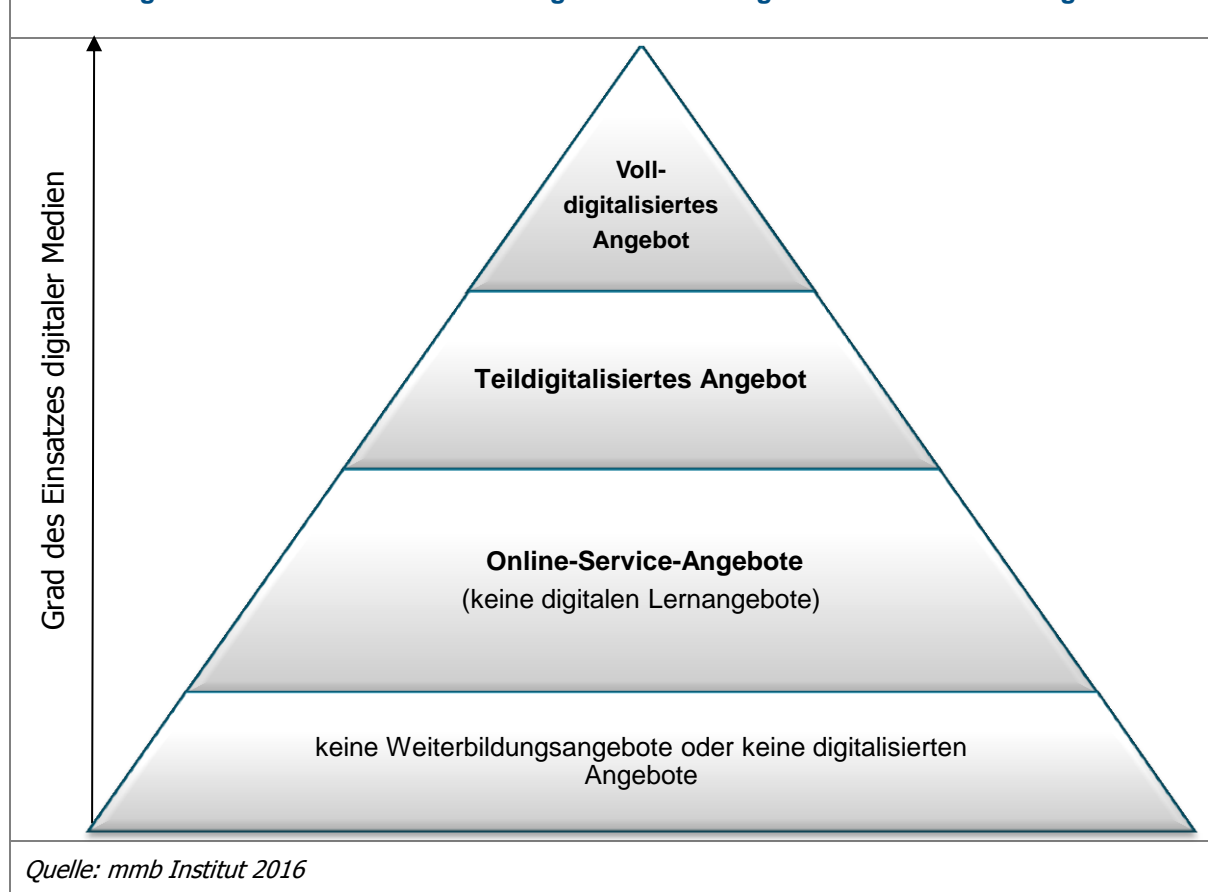 Voll-
digitalisiertes
Angebot
Teildigitalisiertes Angebot
Online-Service-Angebote
(keine digitalen Lernangebote)
keine Weiterbildungsangebote oder keine digitalisierten
Angebote
Grad des Einsatzes digitaler Medien
Quelle: mmb Institut 2016